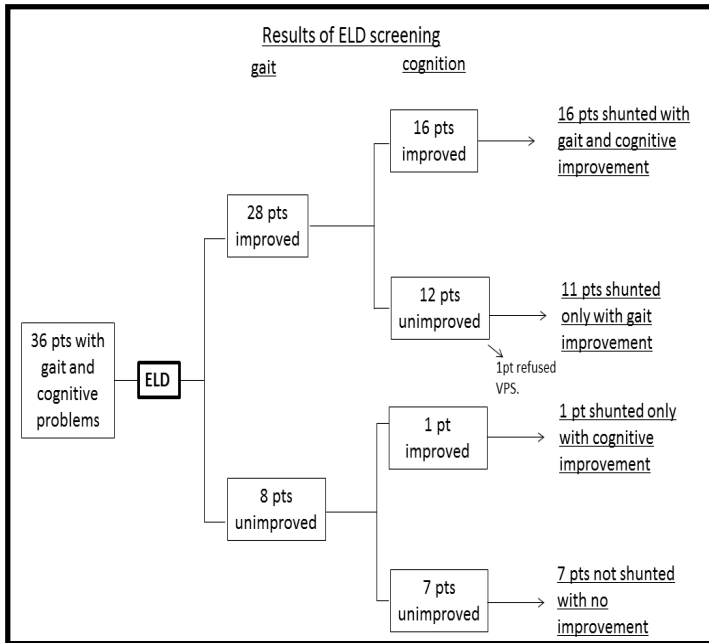 Results of ELD screening
gait
cognition
16 pts
improved
16 pts shunted with
gait and cognitive
improvement
28 pts
improved
12 pts
unimproved
11 pts shunted
only with gait
improvement
1pt refused
VPS.
36 pts with
gait and
cognitive
problems
ELD
1 pt
improved
1 pt shunted only
with cognitive
improvement
8 pts
unimproved
7 pts
unimproved
7 pts not shunted
with no
improvement